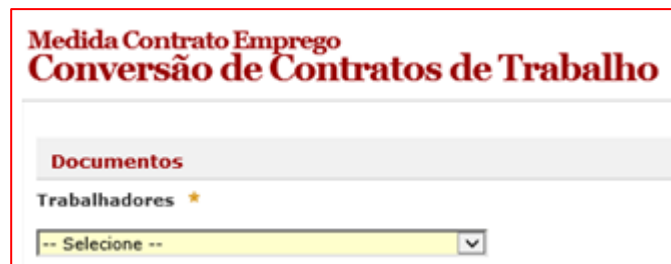 Medida Contrato Emprego
Conversão de Contratos de Trabalho
Documentos
Trabalhadores *
-- Selecione --